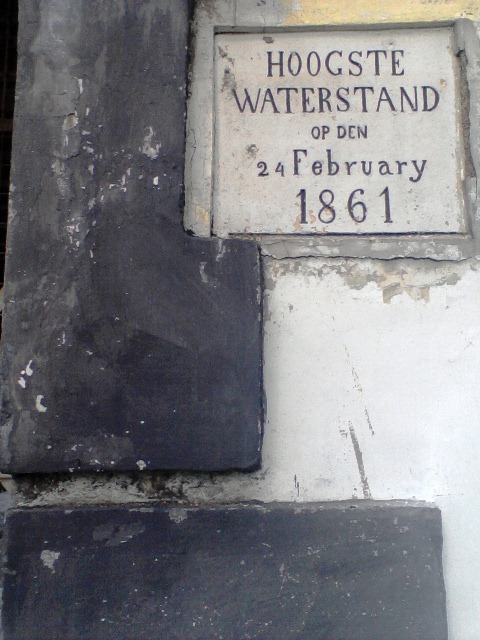 HOOGSTE
WATERSTAND
OP DEN
24 February
1861